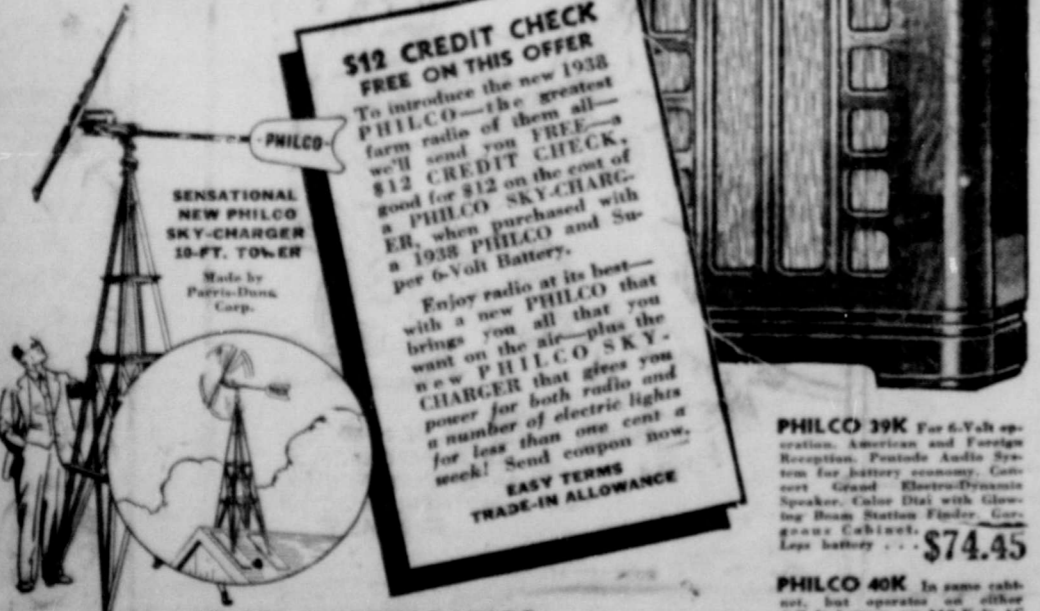 $12 CREDIT CHECK
FREE ON THIS OFFER
To introduce the new 1938
PHILCO—the greatest
farm radio of them all—
we'll send you FREE—a
$12 CREDIT CHECK,
good for $12 on the cost of
a PHILCO SKY-CHARG-
ER, when purchased with
a 1938 PHILCO and Su-
per 6-Volt Battery.
Enjoy radio at its best—
with a new PHILCO that
brings you all that you
want on the air—plus the
new PHILCO SKY-
CHARGER that gives you
power for both radio and
a number of electric lights
for less than one cent a
week! Send coupon now.
EASY TERMS
TRADE-IN ALLOWANCE
PHILCO
SENSATIONAL
NEW PHILCO
SKY-CHARGER
10-FT. TOWER
Made by
Parris-Dunn
Corp.
PHILCO 39K For 6-Volt op-
eration. American and Foreign
Reception. Pentode Audio Sys-
tem for battery economy. Con-
cert Grand Electro-Dynamic
Speaker. Color Dial with Glow-
ing Beam Station Finder. Gor-
geous Cabinet.
Less battery . . . $74.45
PHILCO 40K In same cabi-
net, but operates on either